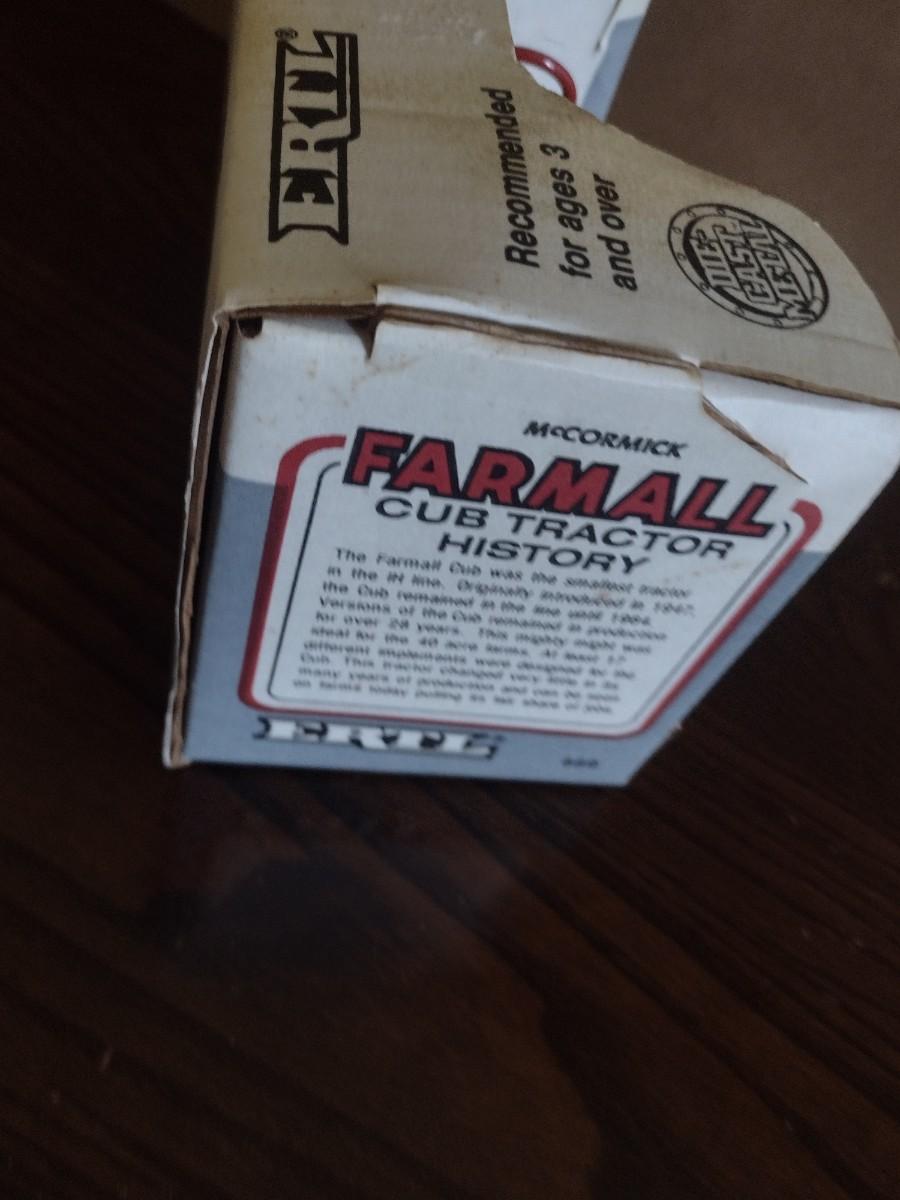 ERTL®
Recommended
for ages 3
and over
DIE
CAST
METAL
McCORMICK
FARMALL
CUB TRACTOR
HISTORY
The Farmall Cub was the smallest tractor
in the IH line. Originally introduced in 1947,
the Cub remained in the line until 1964.
Versions of the Cub remained in production
for over 28 years. This mighty might was
ideal for the 40 acre farms. At least 17
different implements were designed for the
Cub. This tractor changed very little in its
many years of production and can be seen
on farms today pulling its fair share of jobs.
ERTL